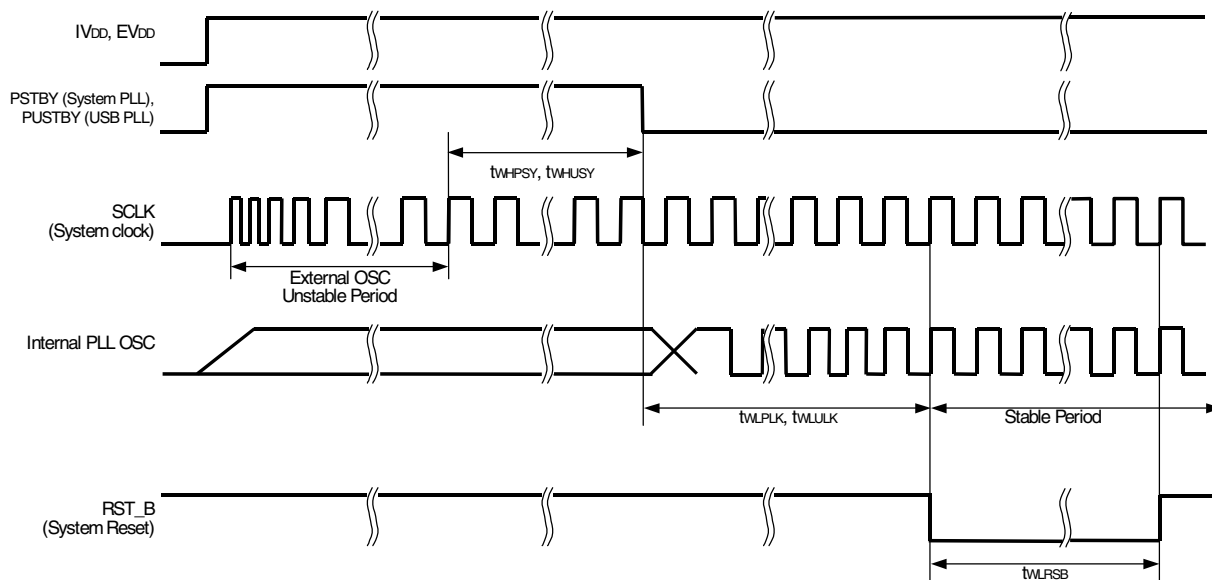 IVDD, EVDD
PSTBY (System PLL),
PUSTBY (USB PLL)
tWHPSY, tWHUSY
SCLK
(System clock)
External OSC
Unstable Period
Internal PLL OSC
tWLPLK, tWLULK
Stable Period
RST_B
(System Reset)
tWLRSB